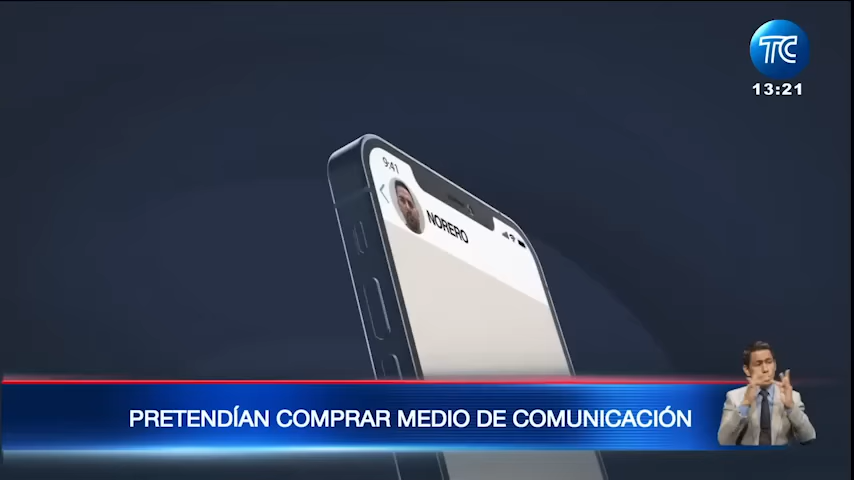 TC
13:21
9:41
NORERO
PRETENDÍAN COMPRAR MEDIO DE COMUNICACIÓN